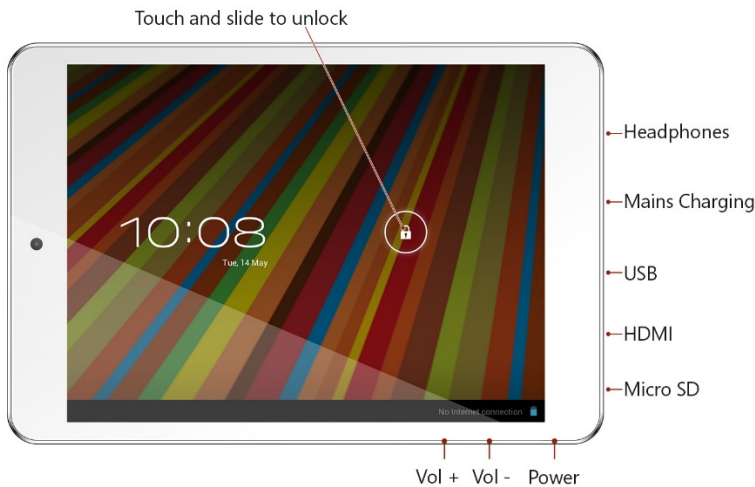 Touch and slide to unlock
Headphones
Mains Charging
10:08
Tue, 14 May
USB
HDMI
Micro SD
No Internet connection
Vol + Vol - Power